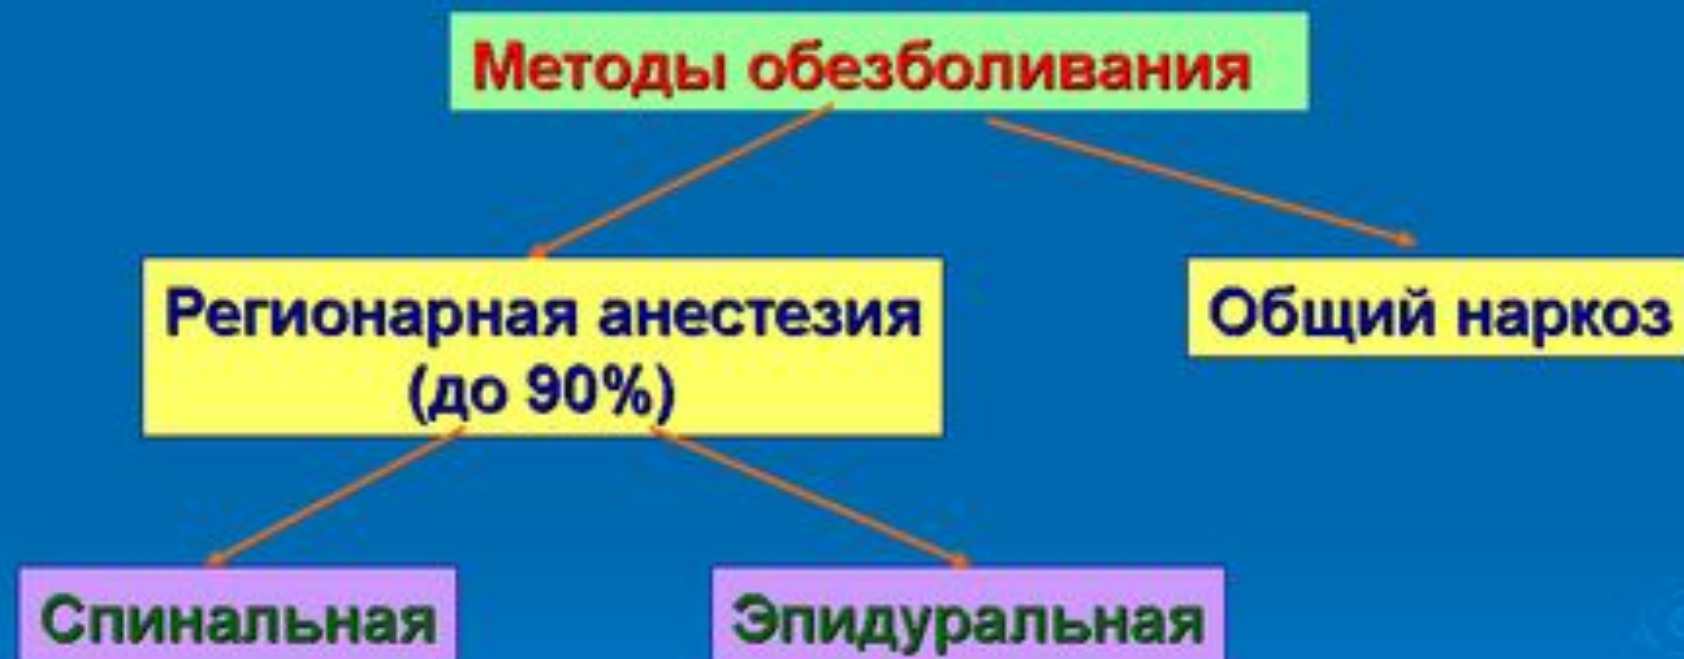 Методы обезболивания
Регионарная анестезия
(до 90%)
Общий наркоз
Спинальная
Эпидуральная